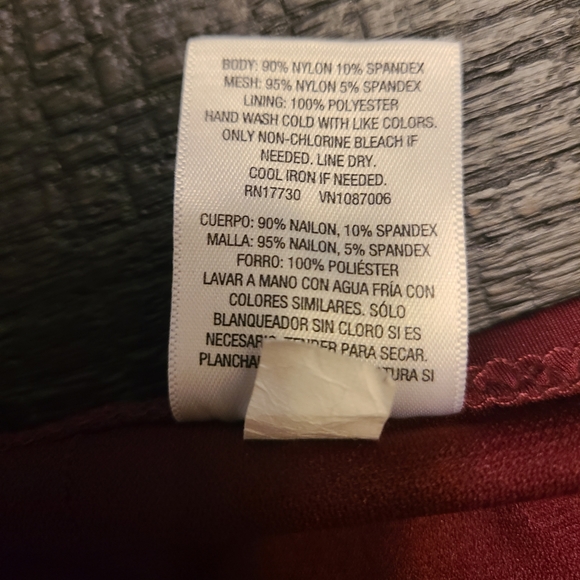 BODY: 90% NYLON 10% SPANDEX
MESH: 95% NYLON 5% SPANDEX
LINING: 100% POLYESTER
HAND WASH COLD WITH LIKE COLORS.
ONLY NON-CHLORINE BLEACH IF
NEEDED. LINE DRY.
COOL IRON IF NEEDED.
RN17730 VN1087006
CUERPO: 90% NAILON, 10% SPANDEX
MALLA: 95% NAILON, 5% SPANDEX
FORRO: 100% POLIÉSTER
LAVAR A MANO CON AGUA FRÍA CON
COLORES SIMILARES. SÓLO
BLANQUEADOR SIN CLORO SI ES
PARA SECAR.
SI